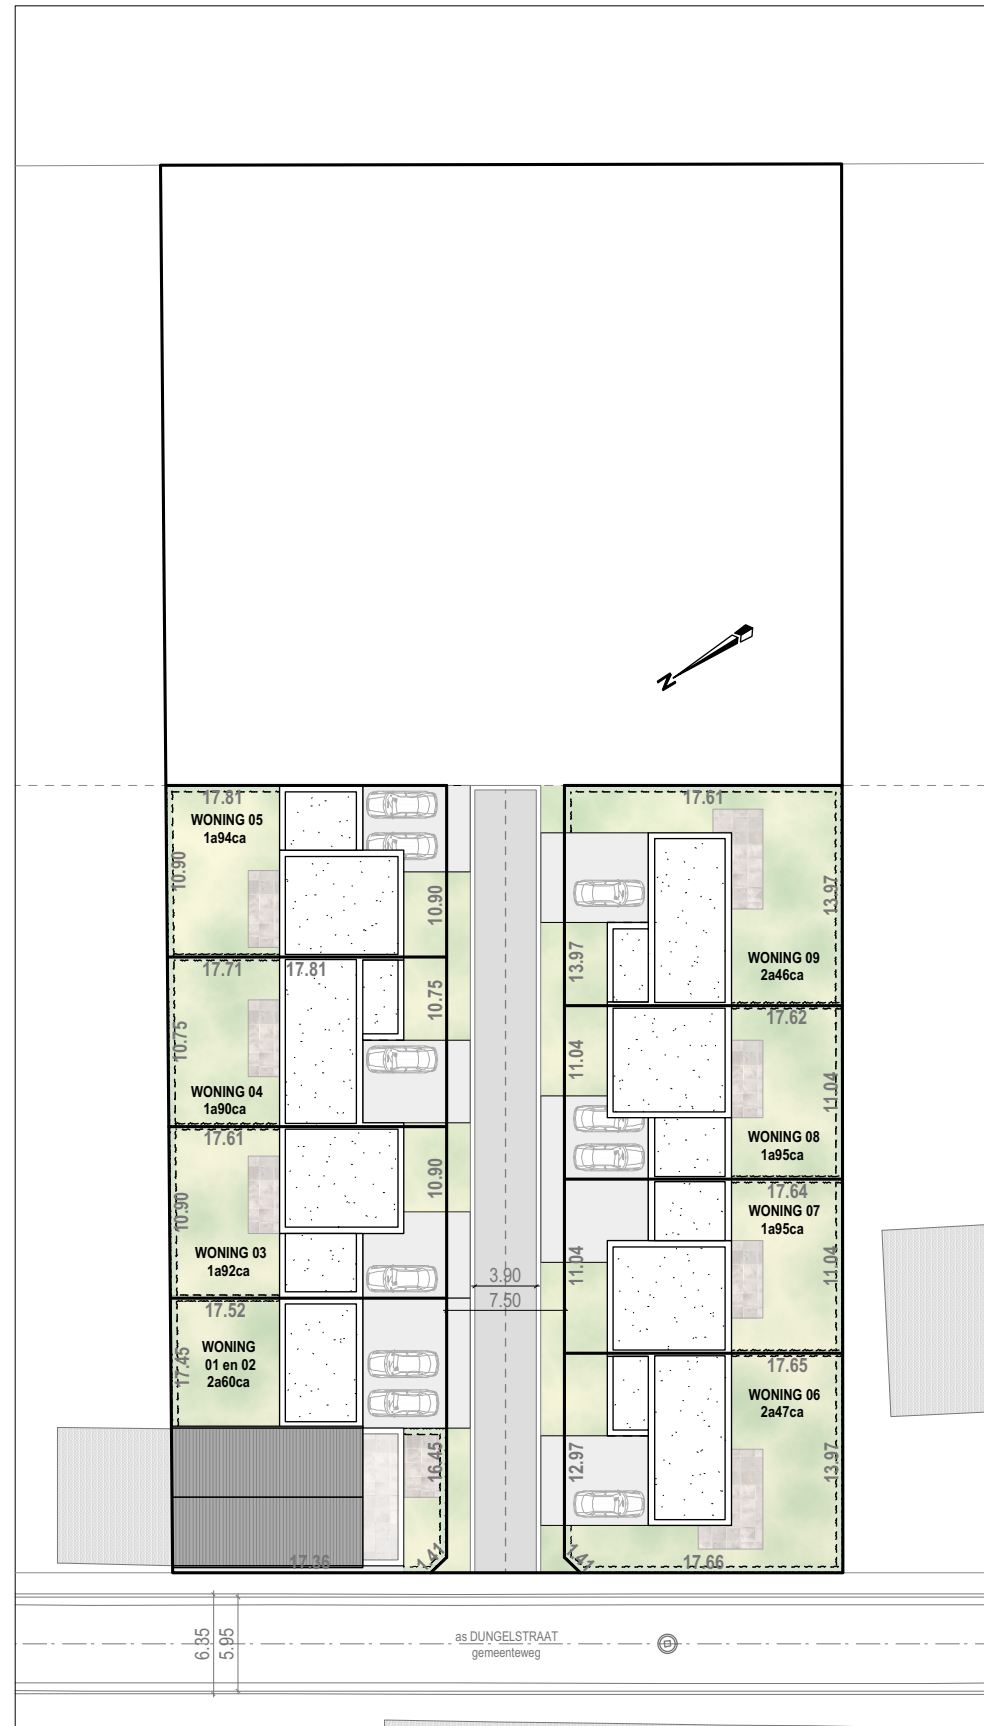 N
17.81
WONING 05
1a94ca
10.90
10.90
17.71
17.81
10.75
10.75
WONING 04
1a90ca
17.61
10.90
10.90
WONING 03
1a92ca
17.52
WONING
01 en 02
2a60ca
17.45
16.45
17.36
1.41
3.90
7.50
17.61
13.97
13.97
WONING 09
2a46ca
17.62
11.04
11.04
WONING 08
1a95ca
17.64
WONING 07
1a95ca
11.04
11.04
17.65
WONING 06
2a47ca
12.97
13.97
1.41
17.66
6.35
5.95
as DUNGELSTRAAT
gemeenteweg